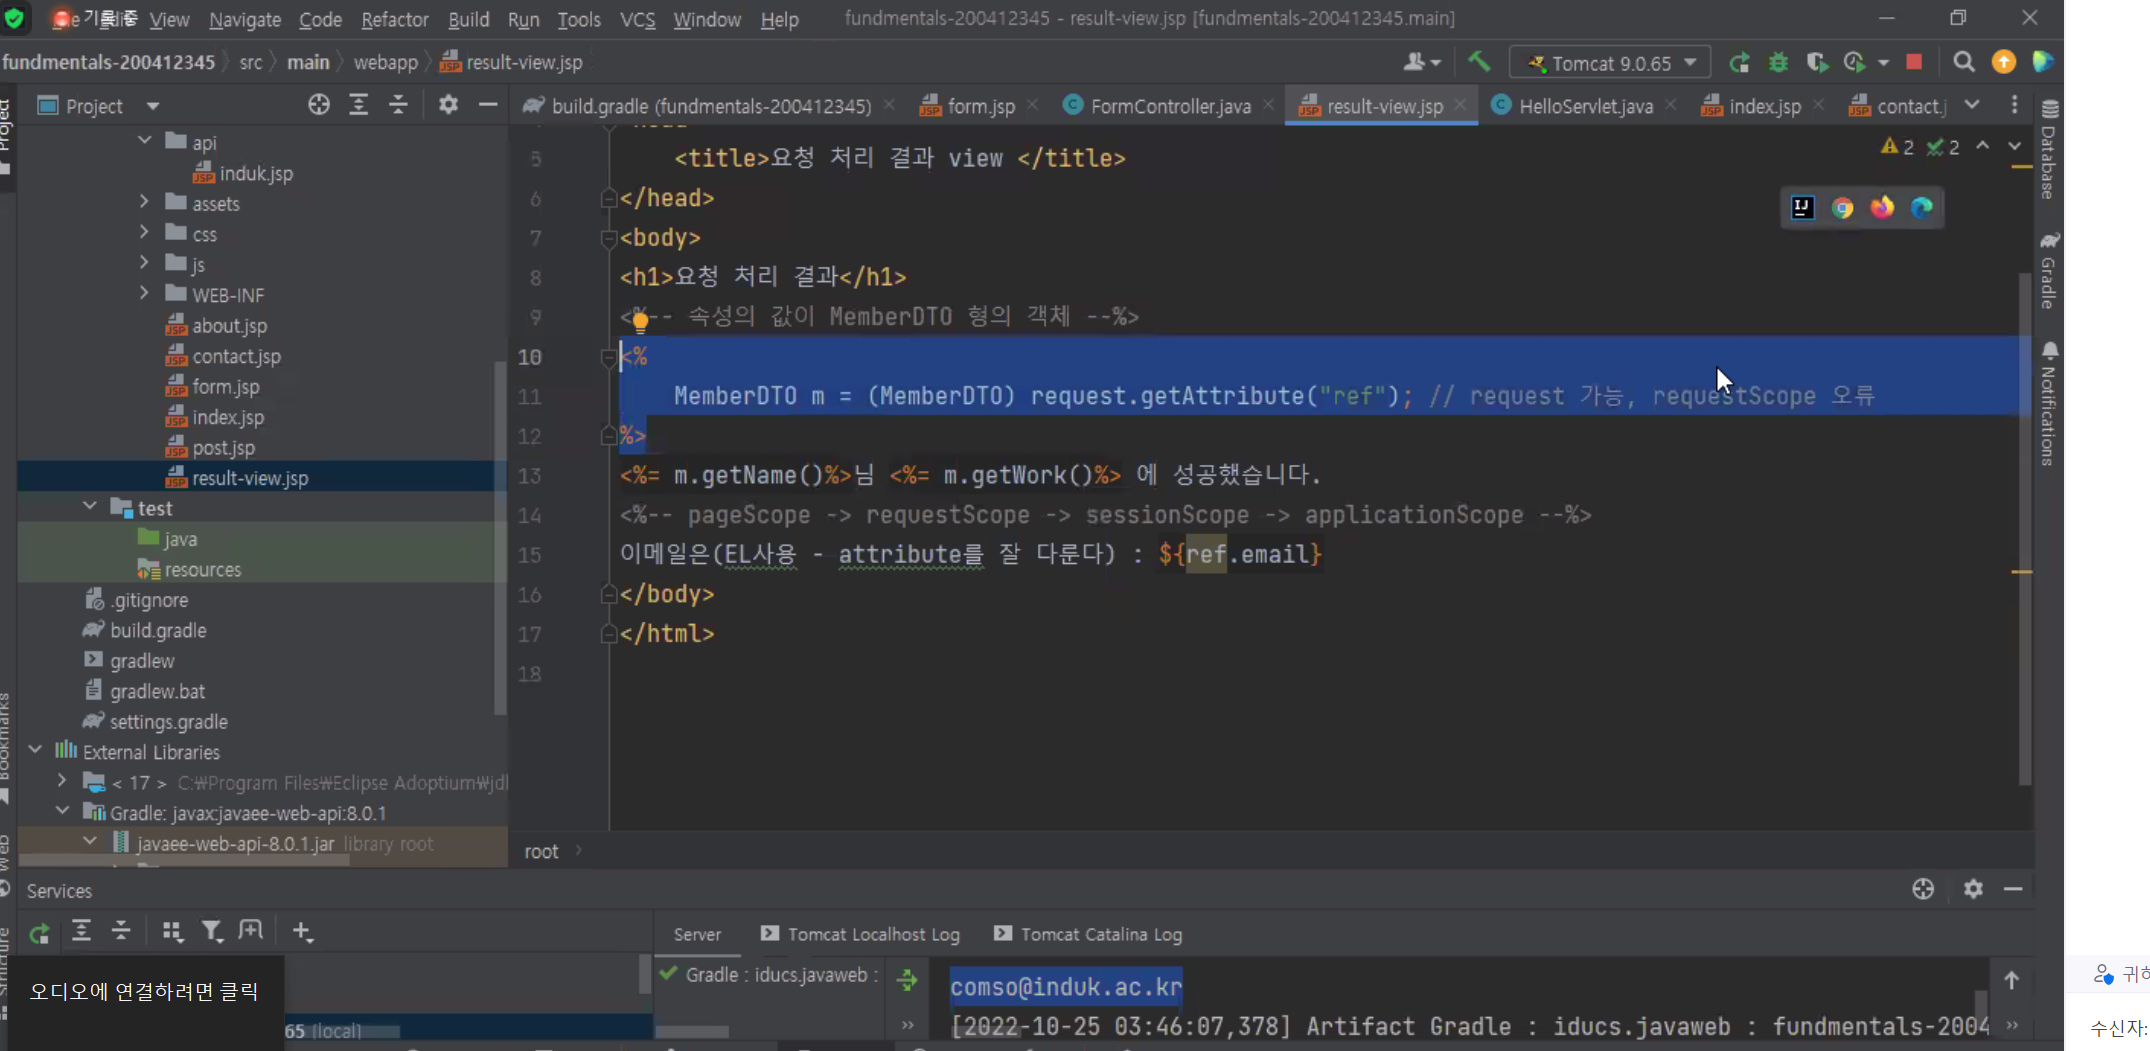 기록 중 View Navigate Code Refactor Build Run Tools VCS Window Help fundmentals-200412345 - result-view.jsp [fundmentals-200412345.main]
fundmentals-200412345 src main webapp result-view.jsp Tomcat 9.0.65
Project build.gradle (fundmentals-200412345) form.jsp FormController.java result-view.jsp HelloServlet.java index.jsp contact.j
api
induk.jsp
assets
css
js
WEB-INF
about.jsp
contact.jsp
form.jsp
index.jsp
post.jsp
result-view.jsp
test
java
resources
.gitignore
build.gradle
gradlew
gradlew.bat
settings.gradle
External Libraries
< 17 > C:₩Program Files₩Eclipse Adoptium₩jdl
Gradle: javax:javaee-web-api:8.0.1
javaee-web-api-8.0.1.jar library root
5 <title>요청 처리 결과 view </title>
6 </head>
7 <body>
8 <h1>요청 처리 결과</h1>
9 <%-- 속성의 값이 MemberDTO 형의 객체 --%>
10 <%
11 MemberDTO m = (MemberDTO) request.getAttribute("ref"); // request 가능, requestScope 오류
12 %>
13 <%= m.getName()%>님 <%= m.getWork()%> 에 성공했습니다.
14 <%-- pageScope -> requestScope -> sessionScope -> applicationScope --%>
15 이메일은(EL사용 - attribute를 잘 다룬다) : ${ref.email}
16 </body>
17 </html>
18
2 2
Database
Gradle
Notifications
root
Project
Bookmarks
Web
Structure
Services
Server Tomcat Localhost Log Tomcat Catalina Log
Gradle : iducs.javaweb :
comso@induk.ac.kr
[2022-10-25 03:46:07,378] Artifact Gradle : iducs.javaweb : fundmentals-2004
오디오에 연결하려면 클릭
65 [local]
수신자: